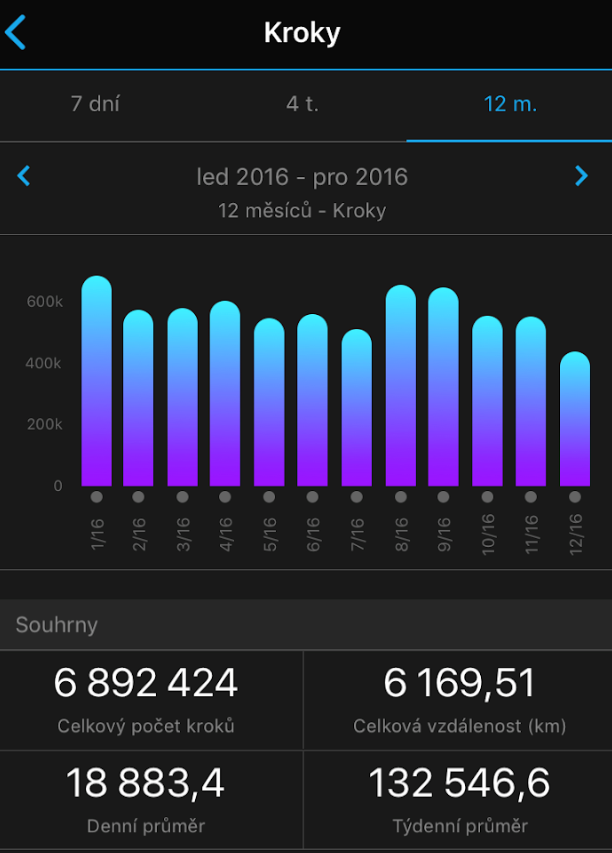 Kroky
7 dní 4 t. 12 m.
led 2016 - pro 2016
12 měsíců - Kroky
600k
400k
200k
0
1/16 2/16 3/16 4/16 5/16 6/16 7/16 8/16 9/16 10/16 11/16 12/16
Souhrny
6 892 424 6 169,51
Celkový počet kroků Celková vzdálenost (km)
18 883,4 132 546,6
Denní průměr Týdenní průměr